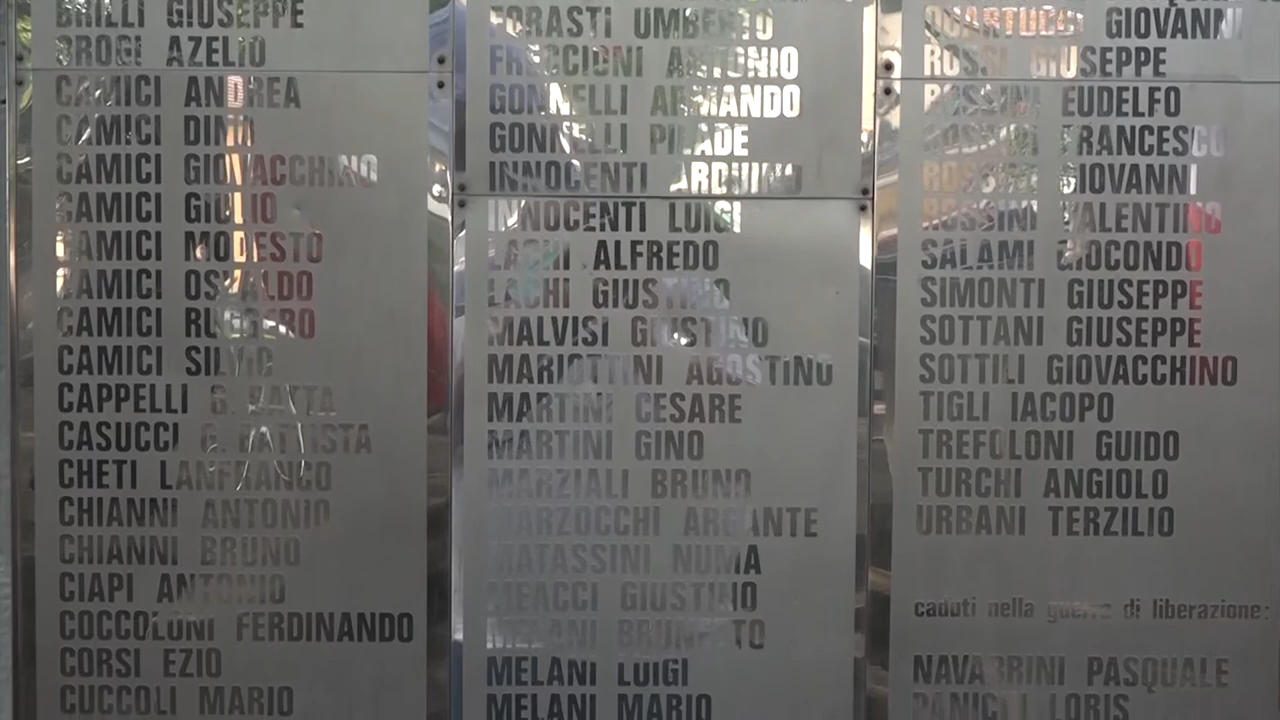 BRILLI GIUSEPPE
BROGI AZELIO
CAMICI ANDREA
CAMICI DINO
CAMICI GIOVACCHINO
CAMICI GIULIO
CAMICI MODESTO
CAMICI OSVALDO
CAMICI RUGGERO
CAMICI SILVIO
CAPPELLI G. BATTA
CASUCCI G. BATTISTA
CHETI LANFRANCO
CHIANNI ANTONIO
CHIANNI BRUNO
CIAPI ANTONIO
COCCOLONI FERDINANDO
CORSI EZIO
CUCCOLI MARIO
FORASTI UMBERTO
FRECCIONI ANTONIO
GONNELLI ARMANDO
GONNELLI PILADE
INNOCENTI ARDUINO
INNOCENTI LUIGI
LACHI ALFREDO
LACHI GIUSTINO
MALVISI GIUSTINO
MARIOTTINI AGOSTINO
MARTINI CESARE
MARTINI GINO
MARZIALI BRUNO
MARZOCCHI ARGANTE
MATASSINI NUMA
MEACCI GIUSTINO
MELANI
MELANI LUIGI
MELANI MARIO
QUARTUCCI GIOVANNI
ROSSI GIUSEPPE
ROSSINI EUDELFO
ROSSINI FRANCESCO
ROSSINI GIOVANNI
ROSSINI VALENTINO
SALAMI GIOCONDO
SIMONTI GIUSEPPE
SOTTANI GIUSEPPE
SOTTILI GIOVACCHINO
TIGLI IACOPO
TREFOLONI GUIDO
TURCHI ANGIOLO
URBANI TERZILIO
caduti nella guerra di liberazione:
NAVARRINI PASQUALE
LORIS